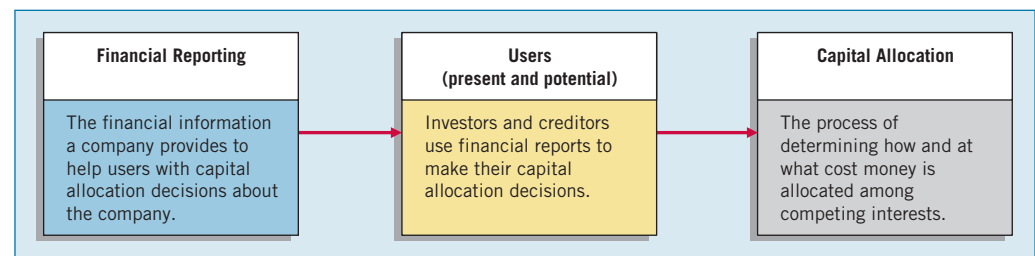 Financial Reporting
The financial information
a company provides to
help users with capital
allocation decisions about
the company.
Users
(present and potential)
Investors and creditors
use financial reports to
make their capital
allocation decisions.
Capital Allocation
The process of
determining how and at
what cost money is
allocated among
competing interests.